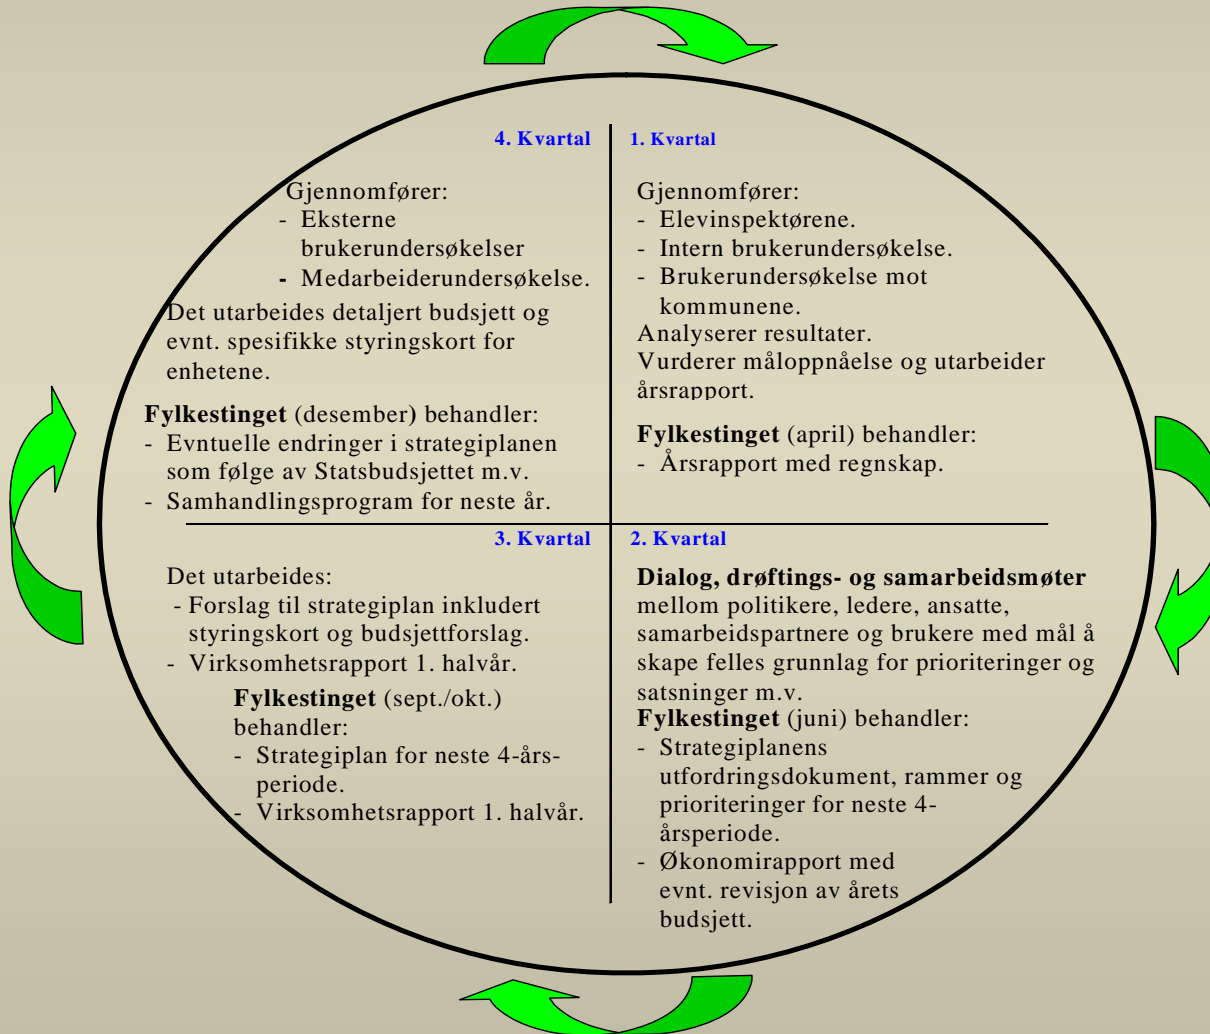 4. Kvartal
Gjennomfører:
- Eksterne
brukerundersøkelser
- Medarbeiderundersøkelse.
Det utarbeides detaljert budsjett og
evnt. spesifikke styringskort for
enhetene.
Fylkestinget (desember) behandler:
- Evntuelle endringer i strategiplanen
som følge av Statsbudsjettet m.v.
- Samhandlingsprogram for neste år.
1. Kvartal
Gjennomfører:
- Elevinspektørene.
- Intern brukerundersøkelse.
- Brukerundersøkelse mot
kommunene.
Analyserer resultater.
Vurderer måloppnåelse og utarbeider
årsrapport.
Fylkestinget (april) behandler:
- Årsrapport med regnskap.
3. Kvartal
Det utarbeides:
- Forslag til strategiplan inkludert
styringskort og budsjettforslag.
- Virksomhetsrapport 1. halvår.
Fylkestinget (sept./okt.)
behandler:
- Strategiplan for neste 4-års-
periode.
- Virksomhetsrapport 1. halvår.
2. Kvartal
Dialog, drøftings- og samarbeidsmøter
mellom politikere, ledere, ansatte,
samarbeidspartnere og brukere med mål å
skape felles grunnlag for prioriteringer og
satsninger m.v.
Fylkestinget (juni) behandler:
- Strategiplanens
utfordringsdokument, rammer og
prioriteringer for neste 4-
årsperiode.
- Økonomirapport med
evnt. revisjon av årets
budsjett.